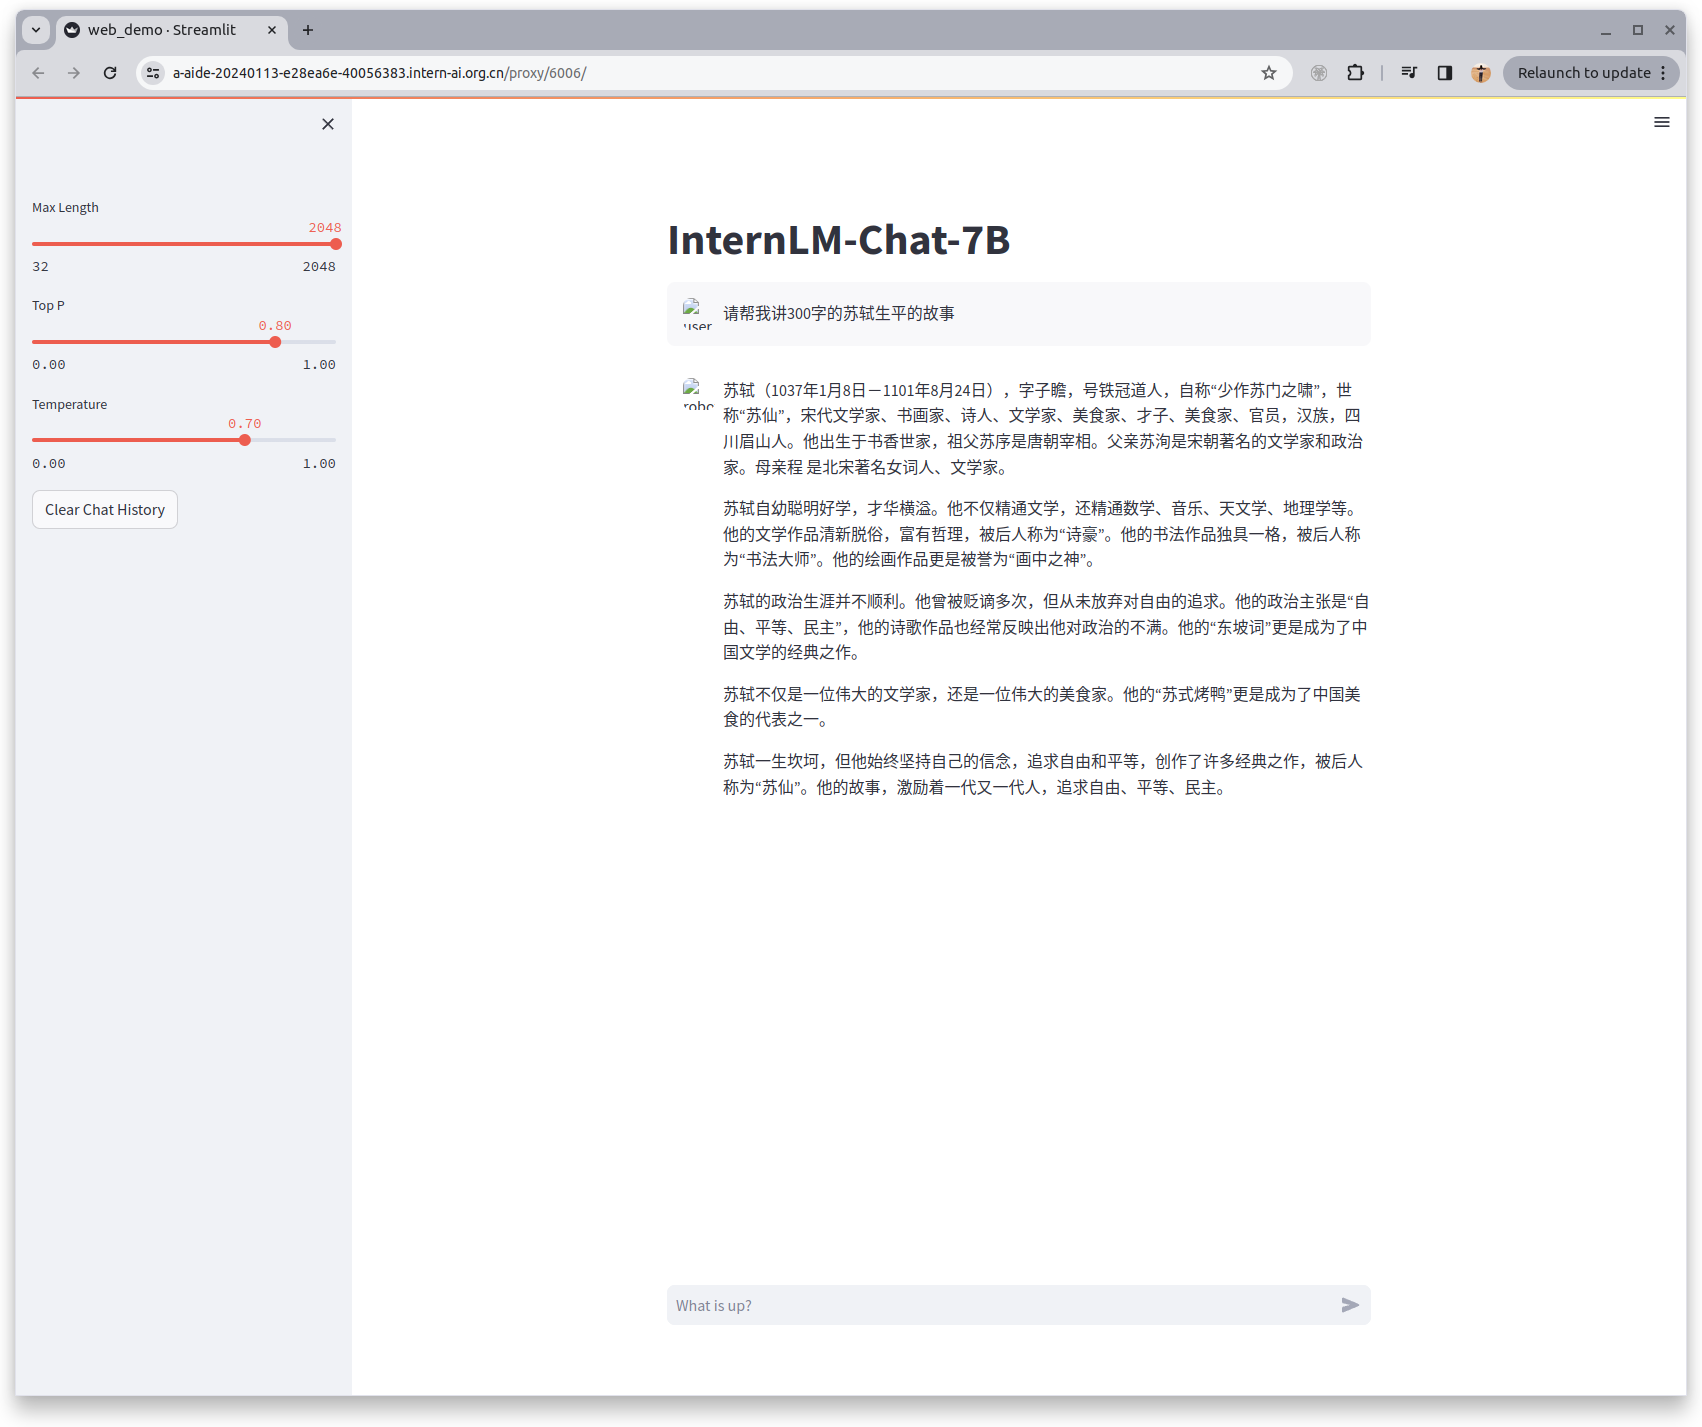 web_demo · Streamlit
a-aide-20240113-e28ea6e-40056383.intern-ai.org.cn/proxy/6006/
Relaunch to update
Max Length
2048
32 2048
Top P
0.80
0.00 1.00
Temperature
0.70
0.00 1.00
Clear Chat History
InternLM-Chat-7B
user
请帮我讲300字的苏轼生平的故事
robo
苏轼（1037年1月8日－1101年8月24日），字子瞻，号铁冠道人，自称“少作苏门之啸”，世
称“苏仙”，宋代文学家、书画家、诗人、文学家、美食家、才子、美食家、官员，汉族，四
川眉山人。他出生于书香世家，祖父苏序是唐朝宰相。父亲苏洵是宋朝著名的文学家和政治
家。母亲程 是北宋著名女词人、文学家。
苏轼自幼聪明好学，才华横溢。他不仅精通文学，还精通数学、音乐、天文学、地理学等。
他的文学作品清新脱俗，富有哲理，被后人称为“诗豪”。他的书法作品独具一格，被后人称
为“书法大师”。他的绘画作品更是被誉为“画中之神”。
苏轼的政治生涯并不顺利。他曾被贬谪多次，但从未放弃对自由的追求。他的政治主张是“自
由、平等、民主”，他的诗歌作品也经常反映出他对政治的不满。他的“东坡词”更是成为了中
国文学的经典之作。
苏轼不仅是一位伟大的文学家，还是一位伟大的美食家。他的“苏式烤鸭”更是成为了中国美
食的代表之一。
苏轼一生坎坷，但他始终坚持自己的信念，追求自由和平等，创作了许多经典之作，被后人
称为“苏仙”。他的故事，激励着一代又一代人，追求自由、平等、民主。
What is up?